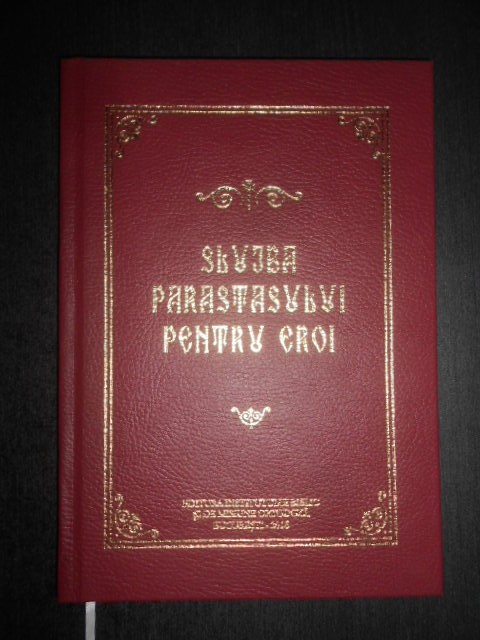 SLUJBA
PARASTASULUI
PENTRU EROI
EDITURA INSTITUTULUI BIBLIC
ȘI DE MISIUNE ORTODOXĂ
BUCUREȘTI -